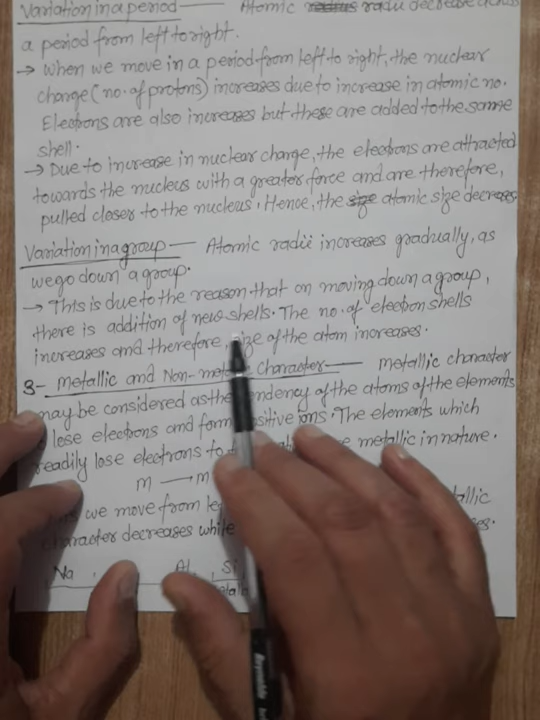 Variation in a period — Atomic radii decrease across
a period from left to right.
→ When we move in a period from left to right, the nuclear
charge (no. of protons) increases due to increase in atomic no.
Electrons are also increases but these are added to the same
shell.
→ Due to increase in nuclear charge, the electrons are attracted
towards the nucleus with a greater force and are therefore,
pulled closer to the nucleus. Hence, the size atomic size decreases
Variation in a group — Atomic radii increases gradually, as
we go down a group.
→ This is due to the reason that on moving down a group,
there is addition of new shells. The no. of electron shells
increases and therefore, size of the atom increases.
3- Metallic and Non-metallic Character — Metallic character
may be considered as the tendency of the atoms of the elements
lose electrons and form positive ions. The elements which
readily lose electrons to metallic in nature.
M → M
we move from
character decreases while
Na Al Si